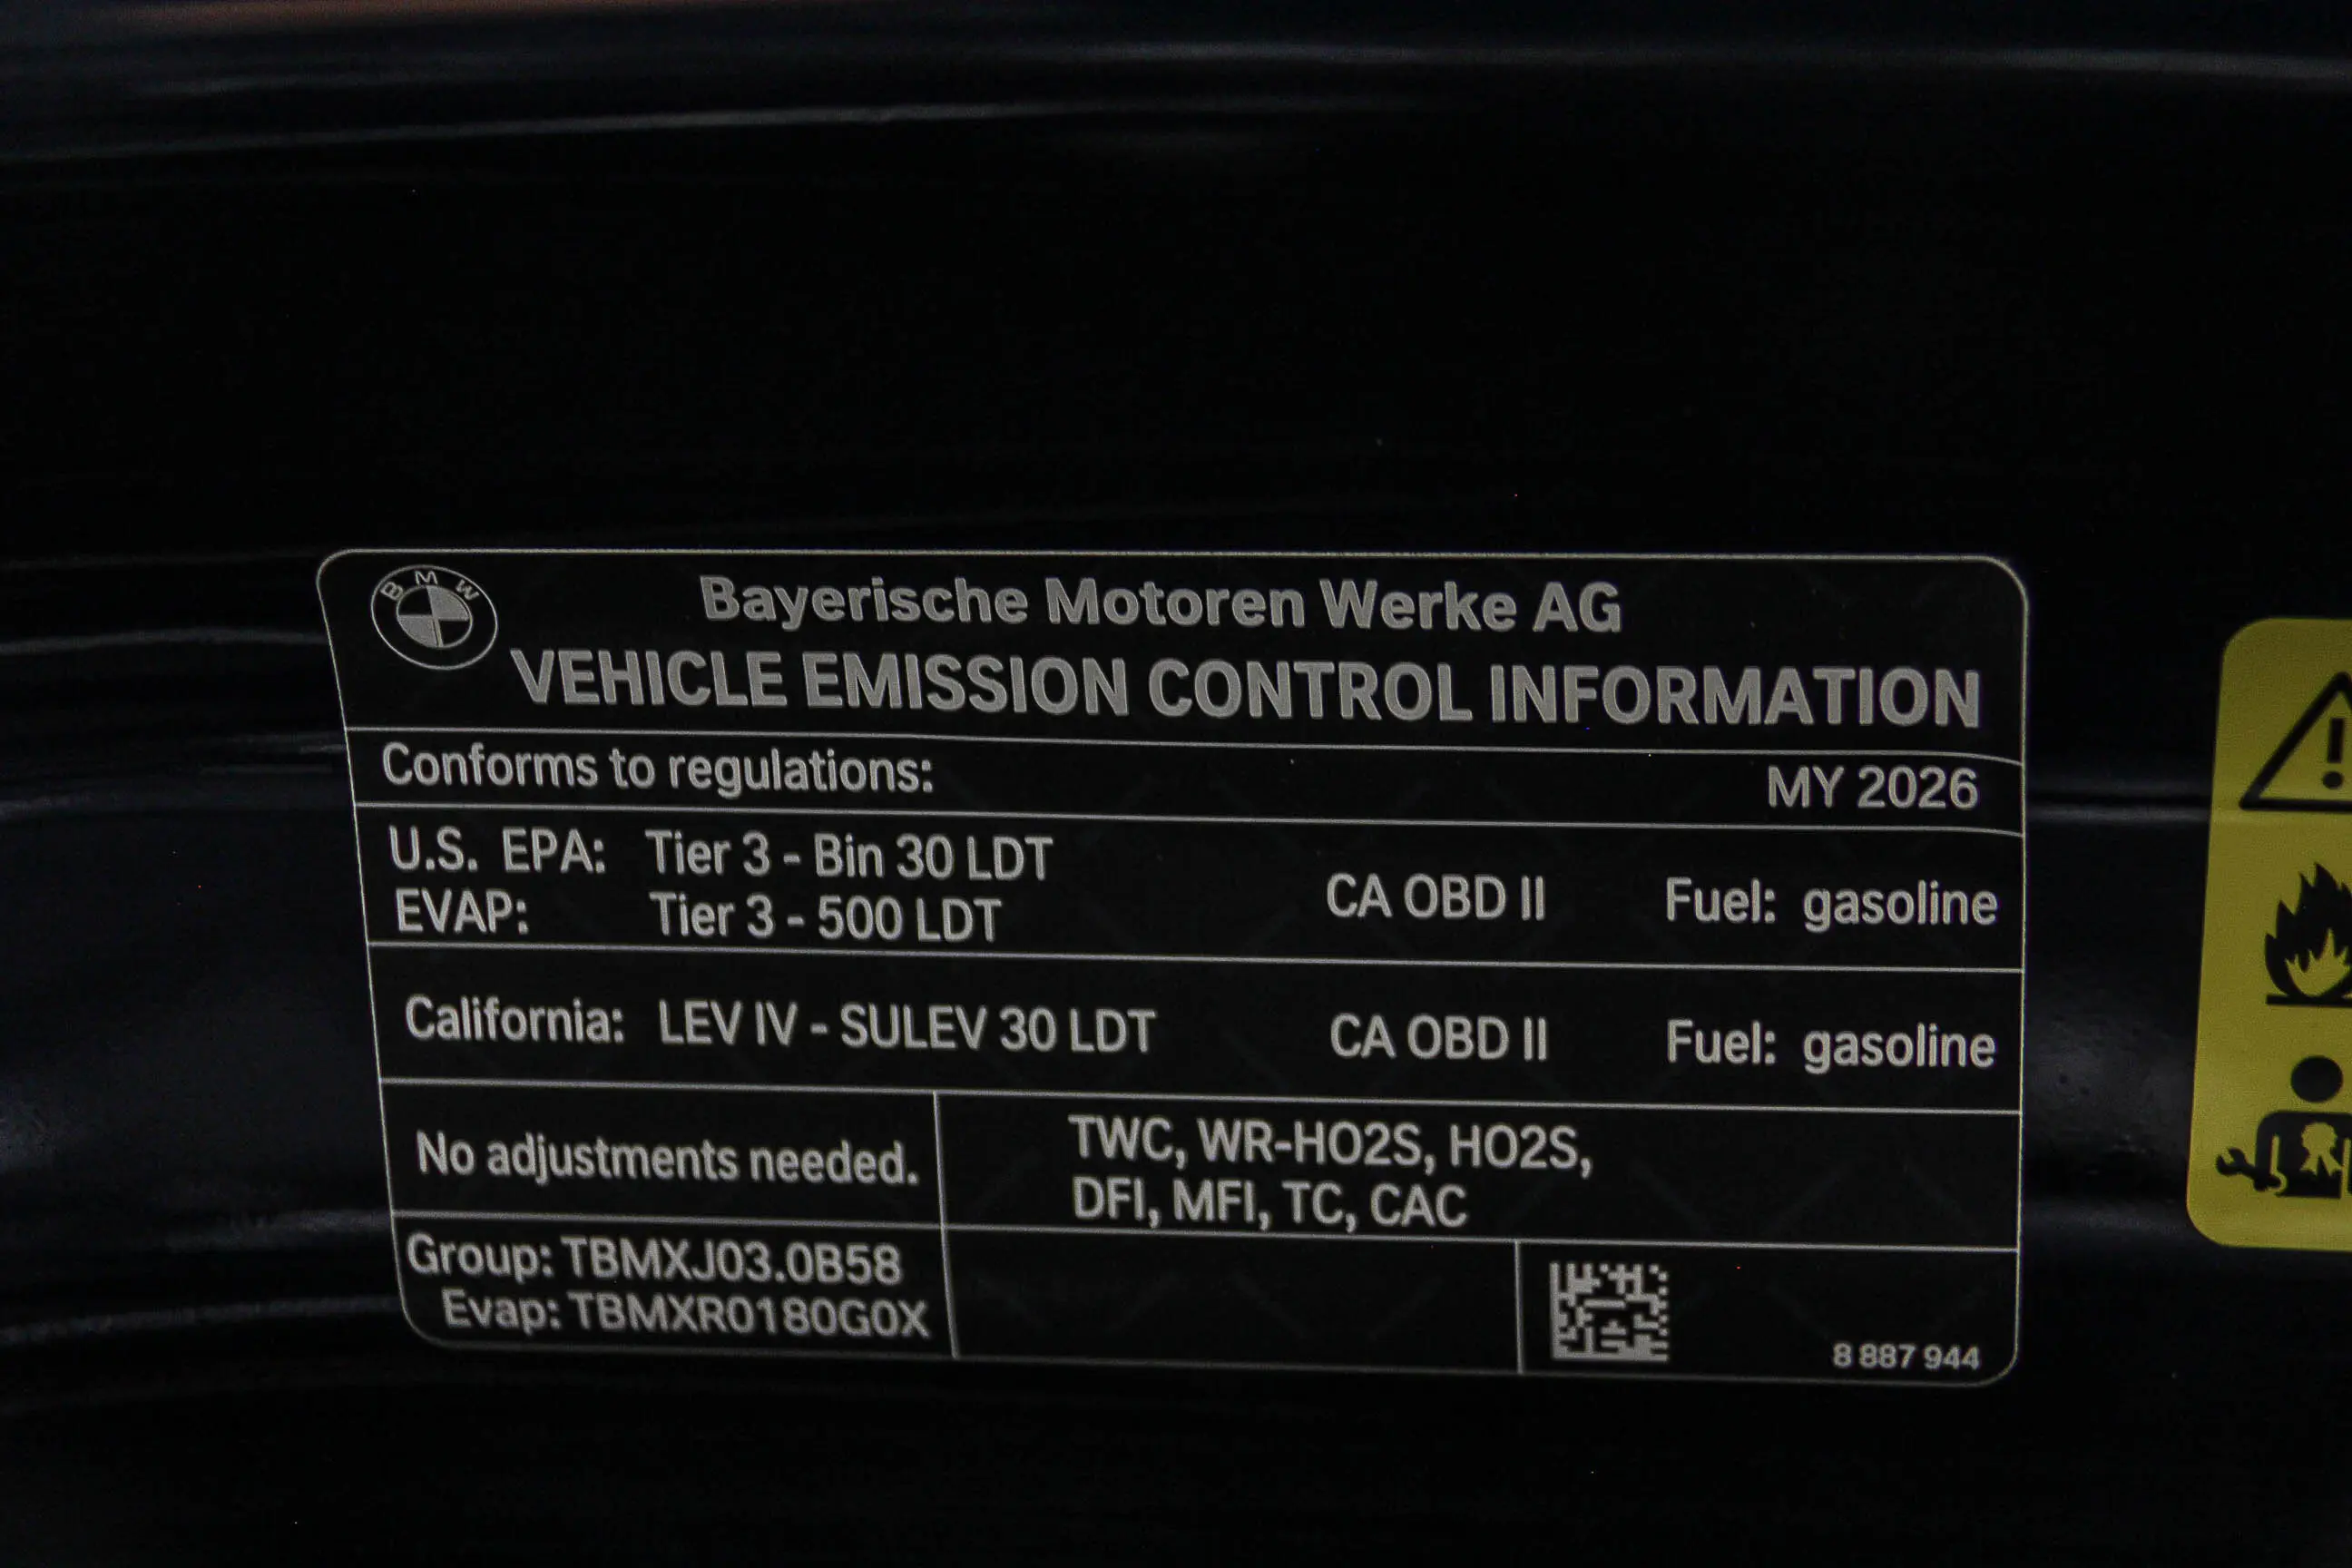 BMW
Bayerische Motoren Werke AG
VEHICLE EMISSION CONTROL INFORMATION
Conforms to regulations: MY 2026
U.S. EPA: Tier 3 - Bin 30 LDT
EVAP: Tier 3 - 500 LDT
CA OBD II Fuel: gasoline
California: LEV IV - SULEV 30 LDT CA OBD II Fuel: gasoline
No adjustments needed.
TWC, WR-HO2S, HO2S,
DFI, MFI, TC, CAC
Group: TBMXJ03.0B58
Evap: TBMXR0180G0X
8 887 944